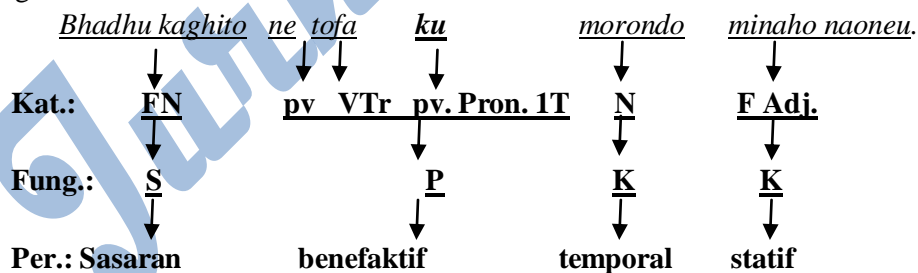 Bhadhu kaghito ne tofa ku morondo minaho naoneu.
Kat.: FN pv VTr pv. Pron. 1T N F Adj.
Fung.: S P K K
Per.: Sasaran benefaktif temporal statif